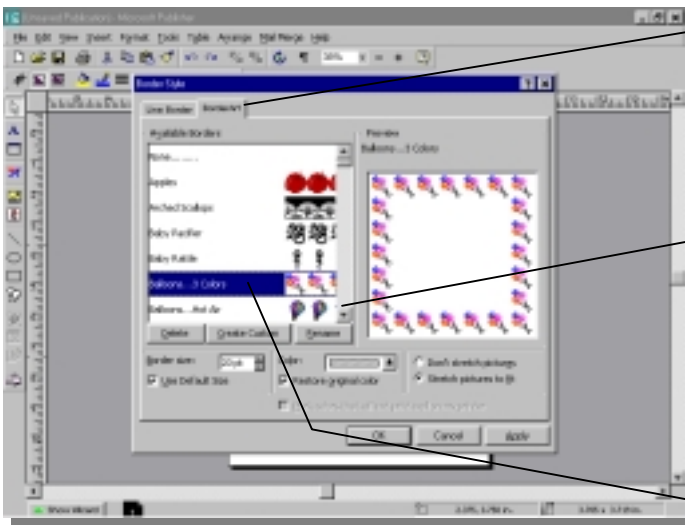 Unsaved Publication - Microsoft Publisher
File Edit View Insert Format Tools Table Arrange Mail Merge Help
38%
Border Style
Line Border BorderArt
Available Borders
None
Apples
Arched Scallops
Baby Pacifier
Baby Rattle
Balloons...3 Colors
Balloons...Hot Air
Delete Create Custom Rename
Preview
Balloons...3 Colors
Border size: Color:
Use Default Size Restore original color
Don't stretch pictures
Stretch pictures to fit
OK Cancel Apply
Show Wizard